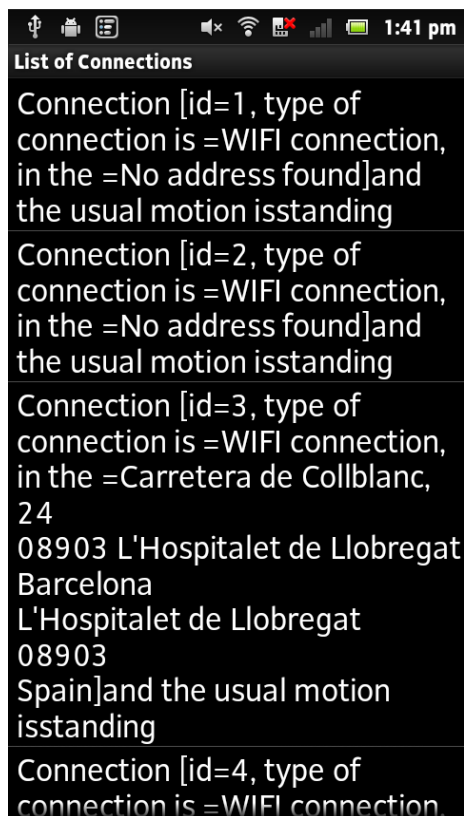 1:41 pm
List of Connections
Connection [id=1, type of
connection is =WIFI connection,
in the =No address found]and
the usual motion isstanding
Connection [id=2, type of
connection is =WIFI connection,
in the =No address found]and
the usual motion isstanding
Connection [id=3, type of
connection is =WIFI connection,
in the =Carretera de Collblanc,
24
08903 L'Hospitalet de Llobregat
Barcelona
L'Hospitalet de Llobregat
08903
Spain]and the usual motion
isstanding
Connection [id=4, type of
connection is =WIFI connection,